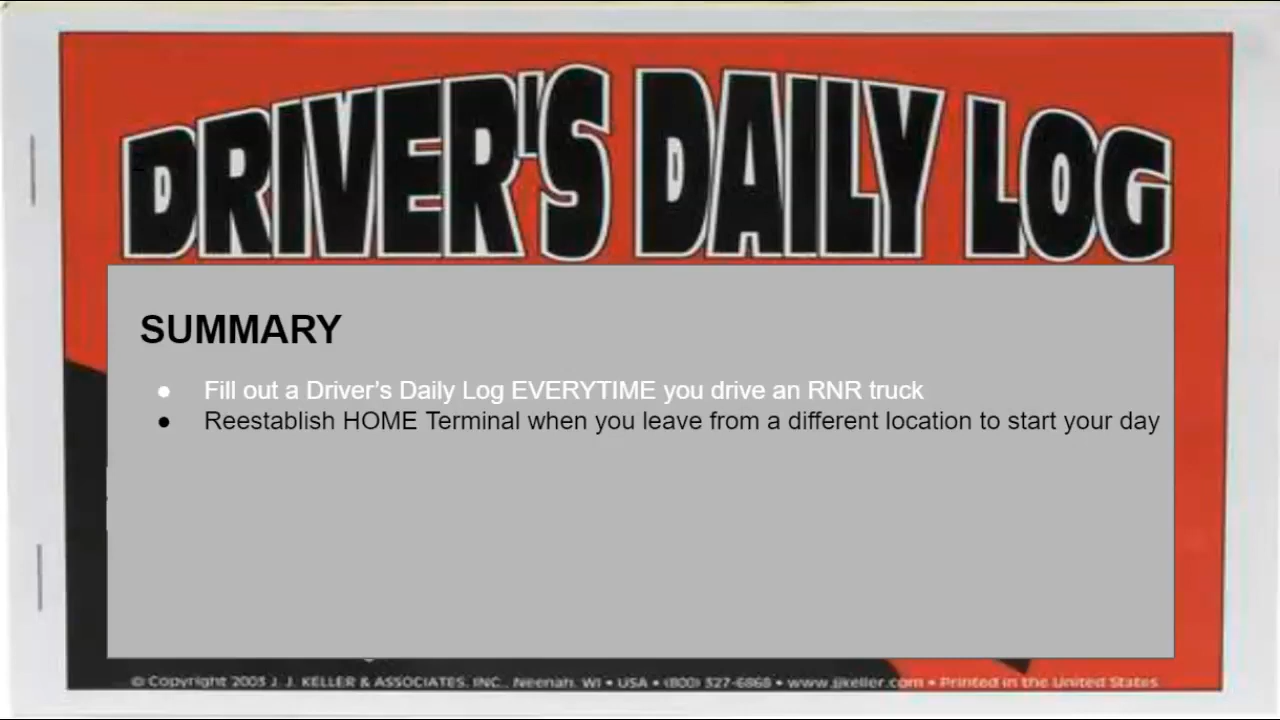 DRIVER'S DAILY LOG
SUMMARY
● Fill out a Driver’s Daily Log EVERYTIME you drive an RNR truck
● Reestablish HOME Terminal when you leave from a different location to start your day
© Copyright 2003 J. J. KELLER & ASSOCIATES, INC., Neenah, WI • USA • (800) 327-6868 • www.jjkeller.com • Printed in the United States